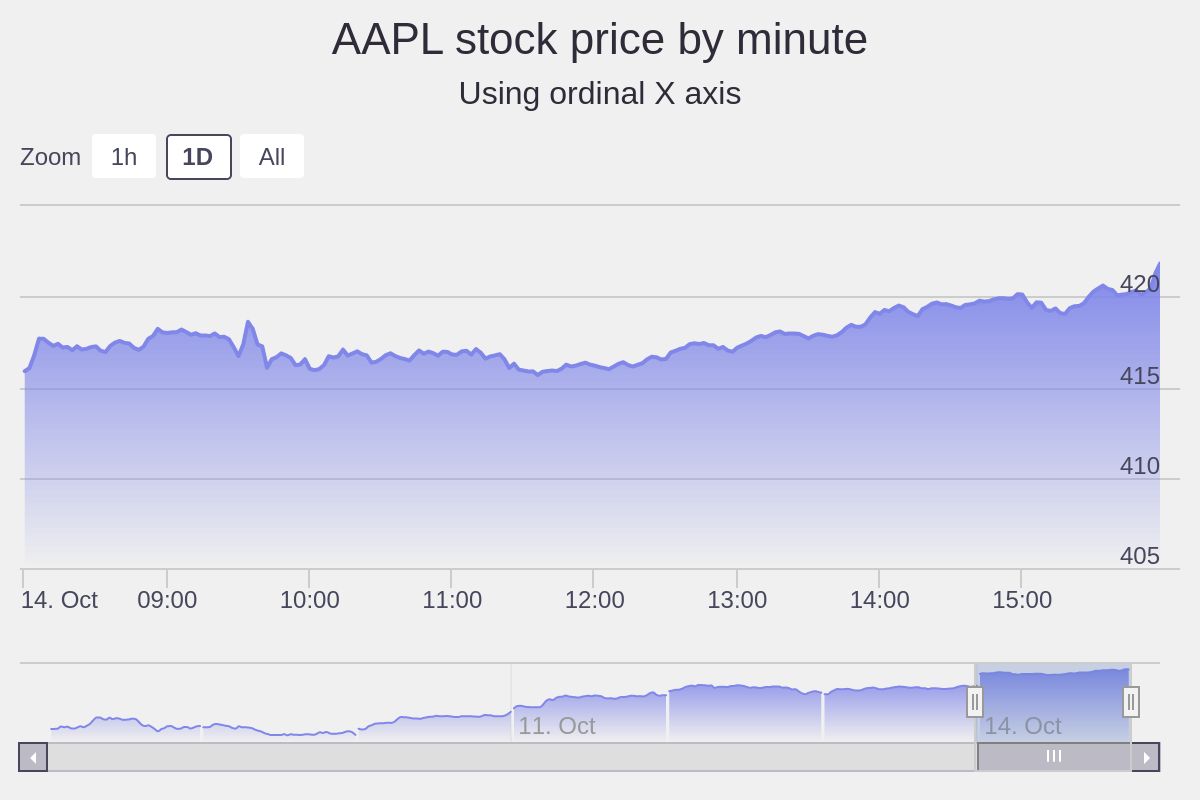 AAPL stock price by minute
Using ordinal X axis
Zoom 1h 1D All
420
415
410
405
14. Oct 09:00 10:00 11:00 12:00 13:00 14:00 15:00
11. Oct 14. Oct